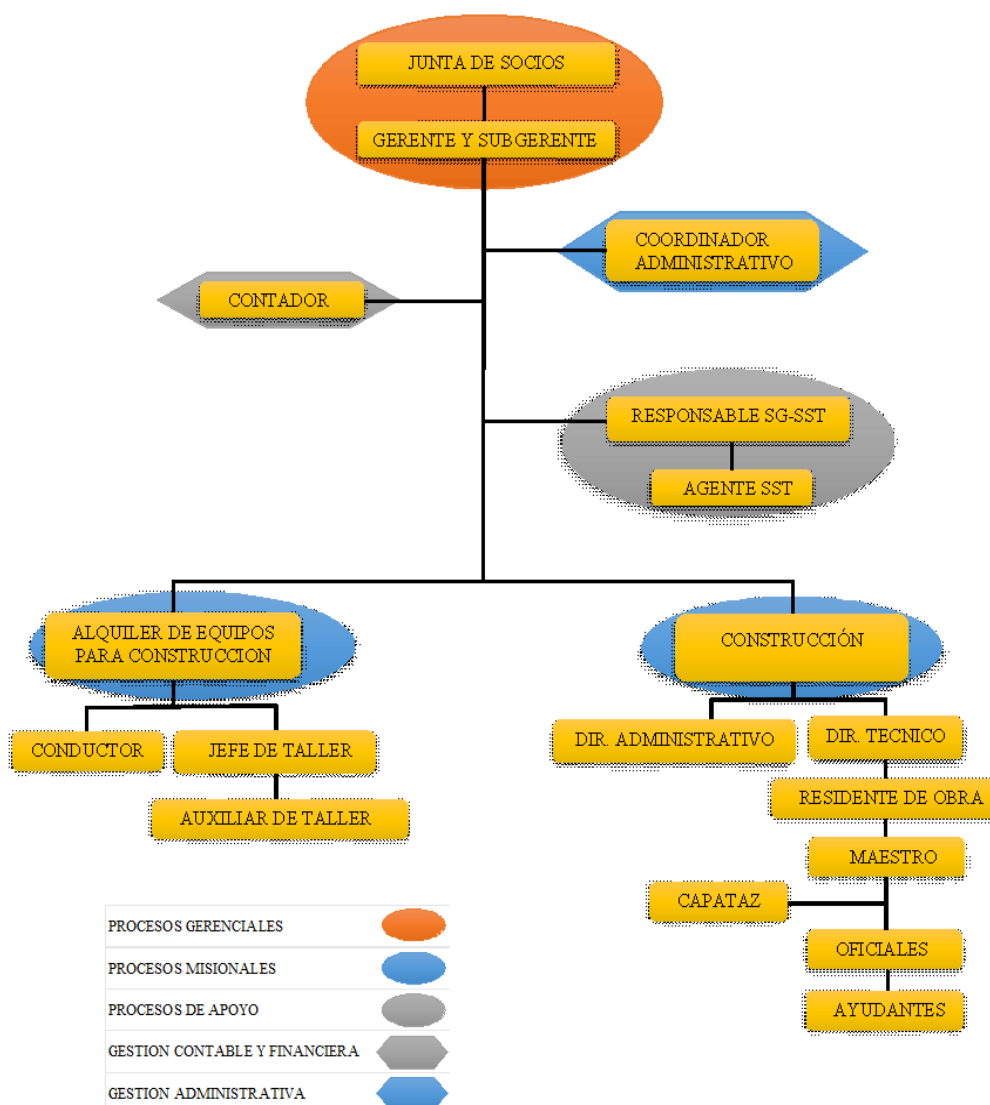 JUNTA DE SOCIOS
GERENTE Y SUBGERENTE
COORDINADOR
ADMINISTRATIVO
CONTADOR
RESPONSABLE SG-SST
AGENTE SST
ALQUILER DE EQUIPOS
PARA CONSTRUCCION
CONSTRUCCIÓN
CONDUCTOR
JEFE DE TALLER
AUXILIAR DE TALLER
DIR. ADMINISTRATIVO
DIR. TECNICO
RESIDENTE DE OBRA
MAESTRO
CAPATAZ
OFICIALES
AYUDANTES
PROCESOS GERENCIALES
PROCESOS MISIONALES
PROCESOS DE APOYO
GESTION CONTABLE Y FINANCIERA
GESTION ADMINISTRATIVA